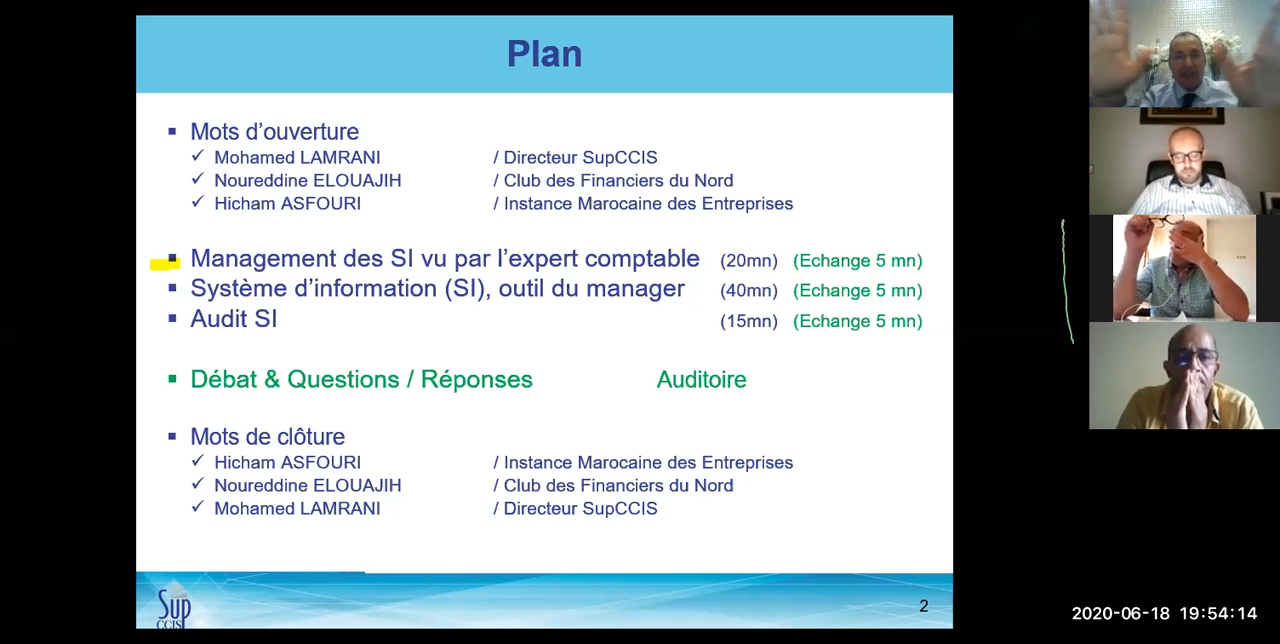 Plan
Mots d’ouverture
Mohamed LAMRANI / Directeur SupCCIS
Noureddine ELOUAJIH / Club des Financiers du Nord
Hicham ASFOURI / Instance Marocaine des Entreprises
Management des SI vu par l’expert comptable (20mn) (Echange 5 mn)
Système d’information (SI), outil du manager (40mn) (Echange 5 mn)
Audit SI (15mn) (Echange 5 mn)
Débat & Questions / Réponses Auditoire
Mots de clôture
Hicham ASFOURI / Instance Marocaine des Entreprises
Noureddine ELOUAJIH / Club des Financiers du Nord
Mohamed LAMRANI / Directeur SupCCIS
Sup
CCIS
2
2020-06-18 19:54:14